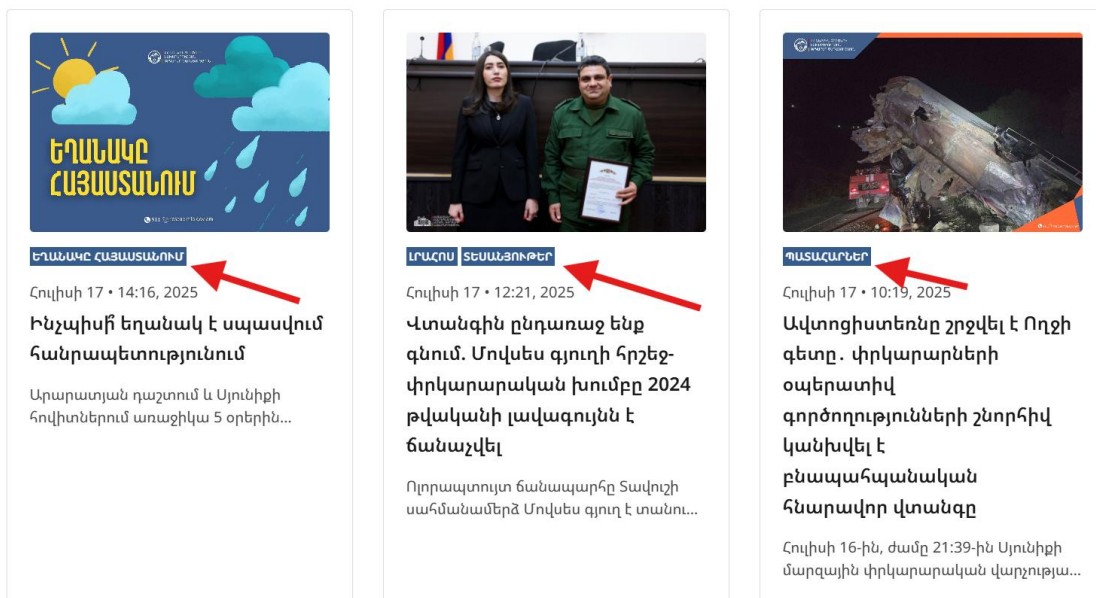 ԵՂԱՆԱԿԸ
ՀԱՅԱՍՏԱՆՈՒՄ
ԵՂԱՆԱԿԸ ՀԱՅԱՍՏԱՆՈՒՄ
Հուլիսի 17 • 14:16, 2025
Ինչպիսի՞ եղանակ է սպասվում
հանրապետությունում
Արարատյան դաշտում և Սյունիքի
հովիտներում առաջիկա 5 օրերին...
ԼՐԱՀՈՍ ՏԵՍԱՆՅՈՒԹԵՐ
Հուլիսի 17 • 12:21, 2025
Վտանգին ընդառաջ ենք
գնում. Մովսես գյուղի հրշեջ-
փրկարարական խումբը 2024
թվականի լավագույնն է
ճանաչվել
Ոլորապտույտ ճանապարհը Տավուշի
սահմանամերձ Մովսես գյուղ է տանու...
ՊԱՏԱՀԱՐՆԵՐ
Հուլիսի 17 • 10:19, 2025
Ավտոցիստեռնը շրջվել է Ողջի
գետը․ փրկարարների
օպերատիվ
գործողությունների շնորհիվ
կանխվել է
բնապահպանական
հնարավոր վտանգը
Հուլիսի 16-ին, ժամը 21:39-ին Սյունիքի
մարզային փրկարարական վարչությա...